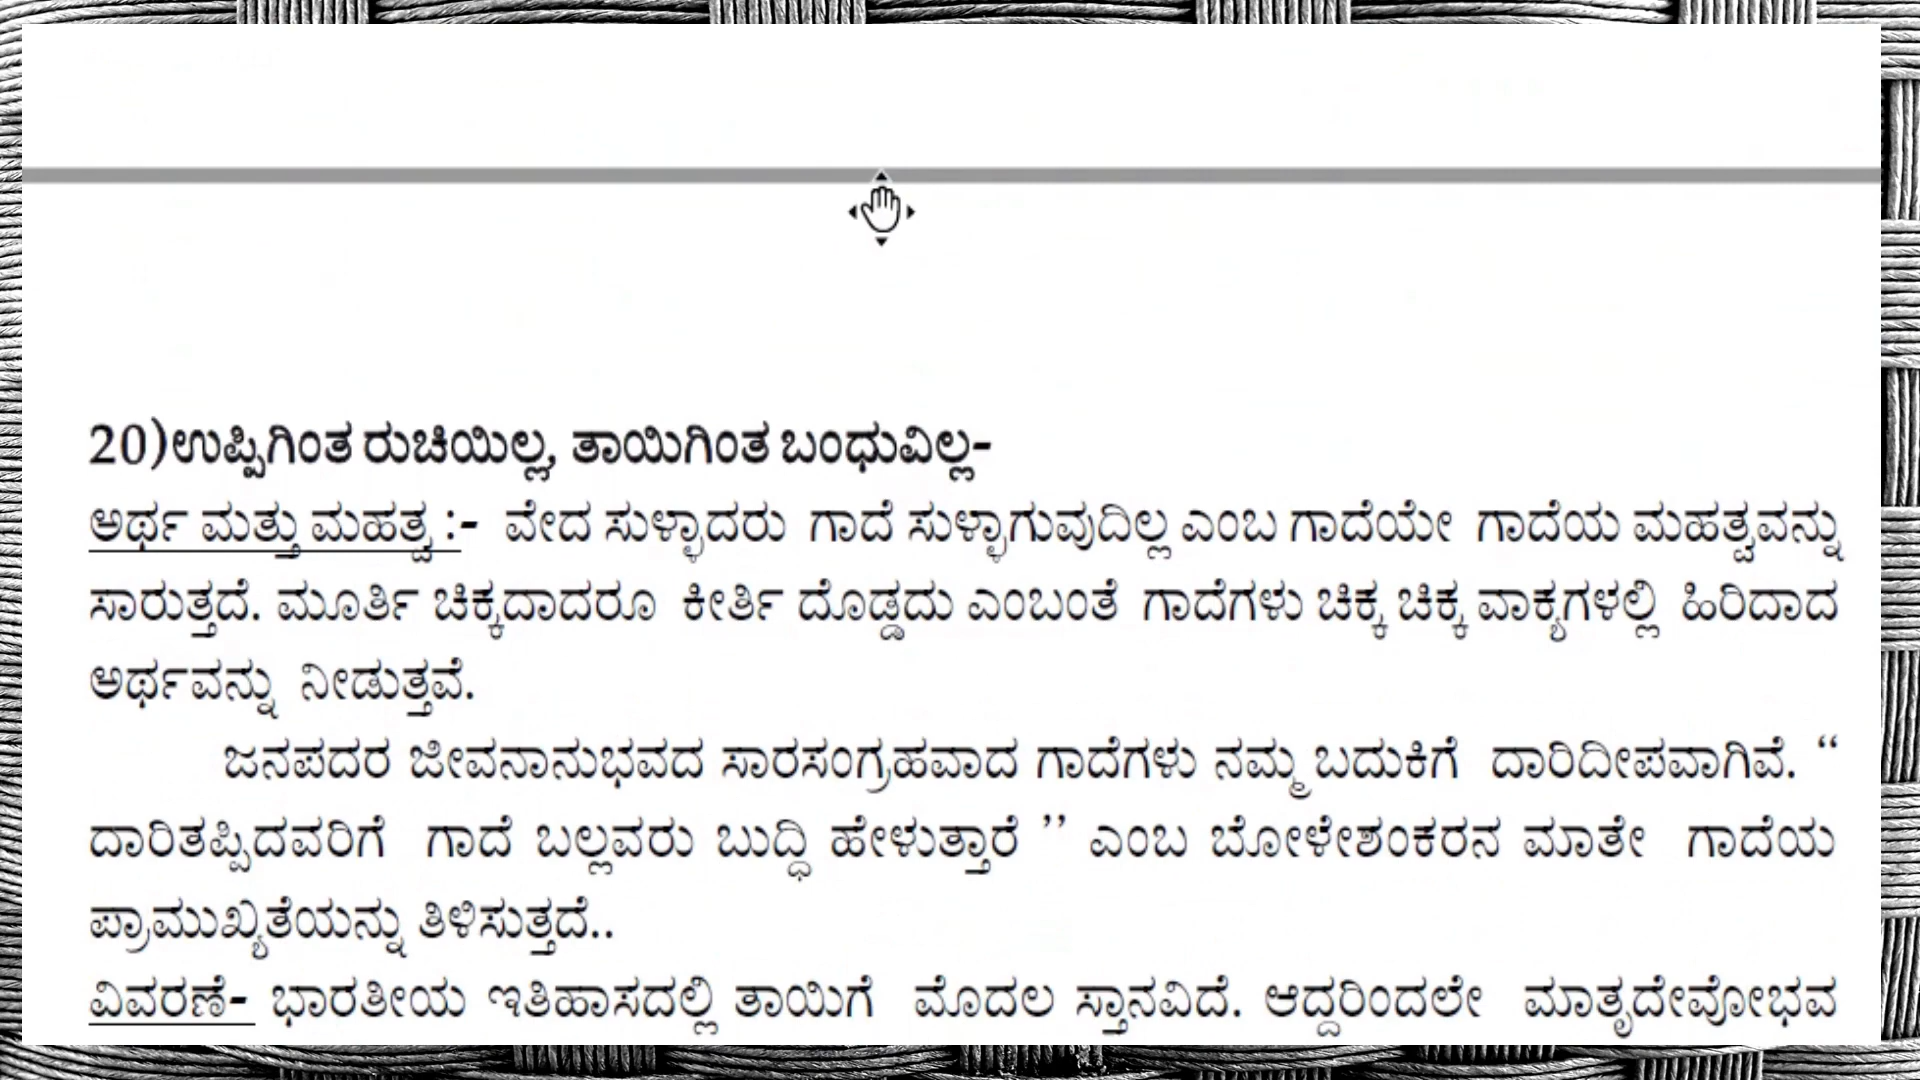 20)ಉಪ್ಪಿಗಿಂತ ರುಚಿಯಿಲ್ಲ, ತಾಯಿಗಿಂತ ಬಂಧುವಿಲ್ಲ-
ಅರ್ಥ ಮತ್ತು ಮಹತ್ವ :- ವೇದ ಸುಳ್ಳಾದರು ಗಾದೆ ಸುಳ್ಳಾಗುವುದಿಲ್ಲ ಎಂಬ ಗಾದೆಯೇ ಗಾದೆಯ ಮಹತ್ವವನ್ನು
ಸಾರುತ್ತದೆ. ಮೂರ್ತಿ ಚಿಕ್ಕದಾದರೂ ಕೀರ್ತಿ ದೊಡ್ಡದು ಎಂಬಂತೆ ಗಾದೆಗಳು ಚಿಕ್ಕ ಚಿಕ್ಕ ವಾಕ್ಯಗಳಲ್ಲಿ ಹಿರಿದಾದ
ಅರ್ಥವನ್ನು ನೀಡುತ್ತವೆ.
ಜನಪದರ ಜೀವನಾನುಭವದ ಸಾರಸಂಗ್ರಹವಾದ ಗಾದೆಗಳು ನಮ್ಮ ಬದುಕಿಗೆ ದಾರಿದೀಪವಾಗಿವೆ. “
ದಾರಿತಪ್ಪಿದವರಿಗೆ ಗಾದೆ ಬಲ್ಲವರು ಬುದ್ಧಿ ಹೇಳುತ್ತಾರೆ ” ಎಂಬ ಬೋಳೇಶಂಕರನ ಮಾತೇ ಗಾದೆಯ
ಪ್ರಾಮುಖ್ಯತೆಯನ್ನು ತಿಳಿಸುತ್ತದೆ..
ವಿವರಣೆ- ಭಾರತೀಯ ಇತಿಹಾಸದಲ್ಲಿ ತಾಯಿಗೆ ಮೊದಲ ಸ್ತಾನವಿದೆ. ಆದ್ದರಿಂದಲೇ ಮಾತೃದೇವೋಭವ